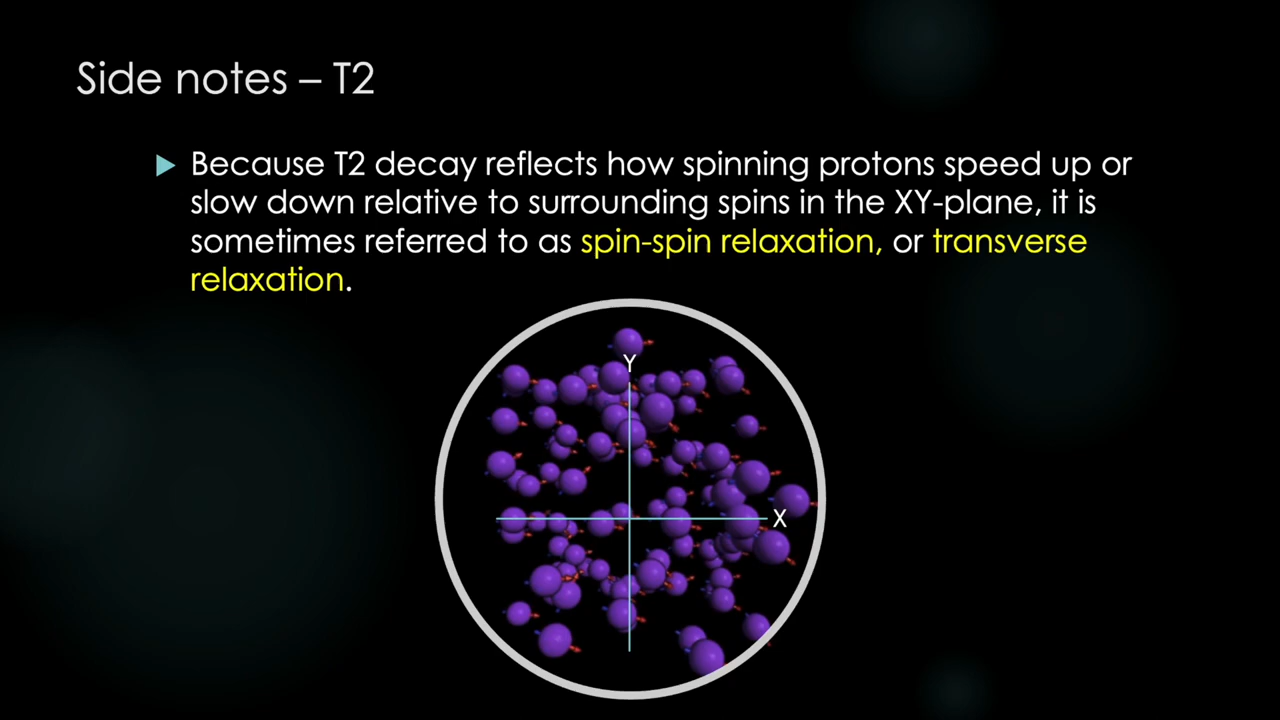 Side notes – T2
Because T2 decay reflects how spinning protons speed up or
slow down relative to surrounding spins in the XY-plane, it is
sometimes referred to as spin-spin relaxation, or transverse
relaxation.
Y
X